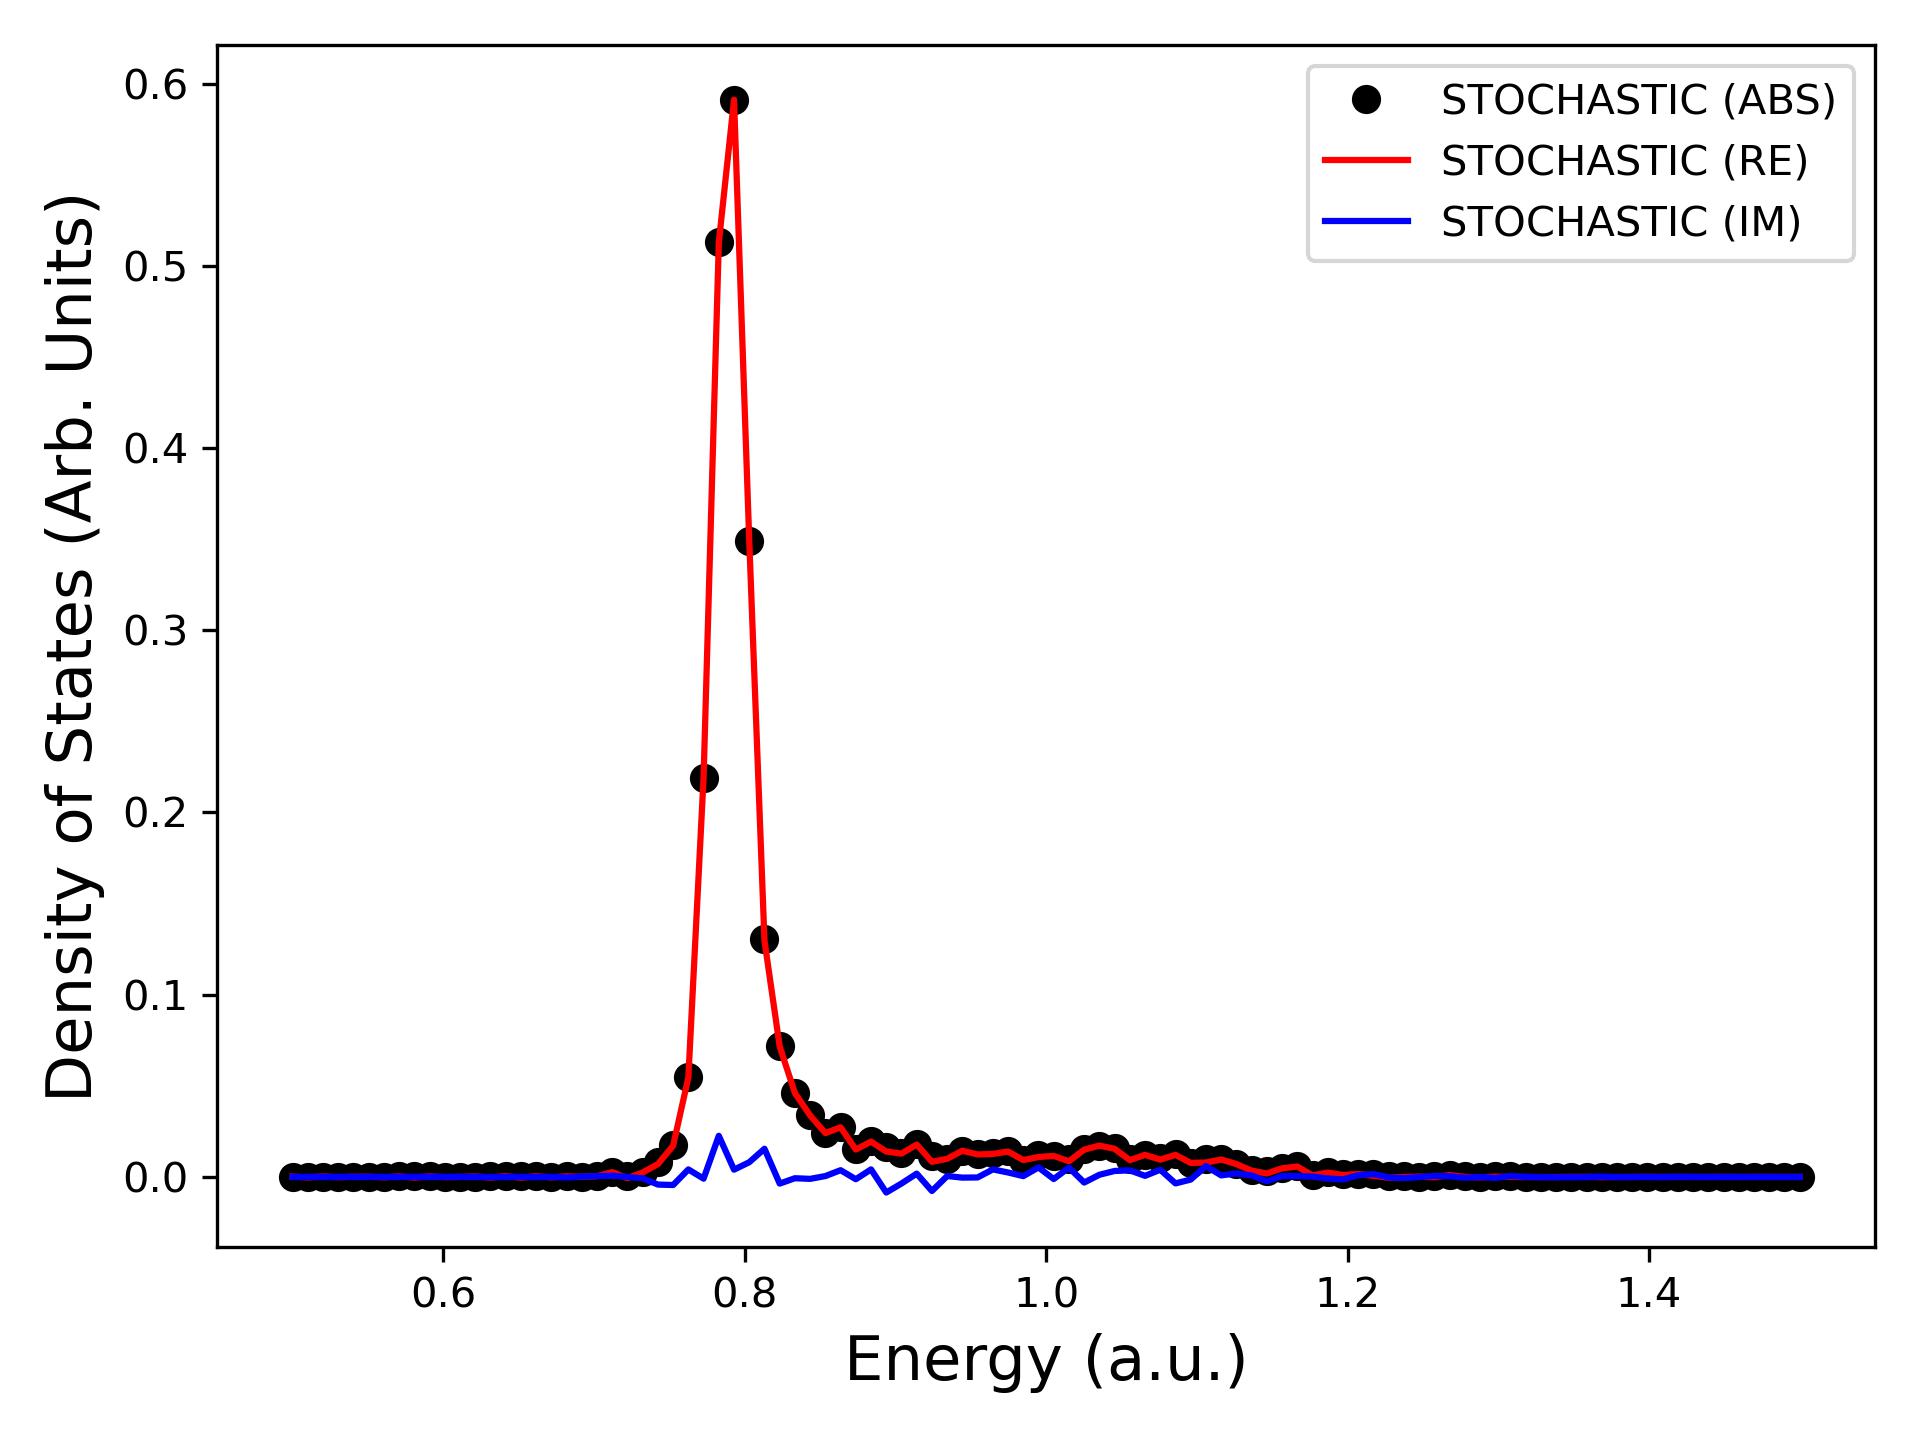 STOCHASTIC (ABS)
STOCHASTIC (RE)
STOCHASTIC (IM)
Density of States (Arb. Units)
0.6
0.5
0.4
0.3
0.2
0.1
0.0
0.6 0.8 1.0 1.2 1.4
Energy (a.u.)